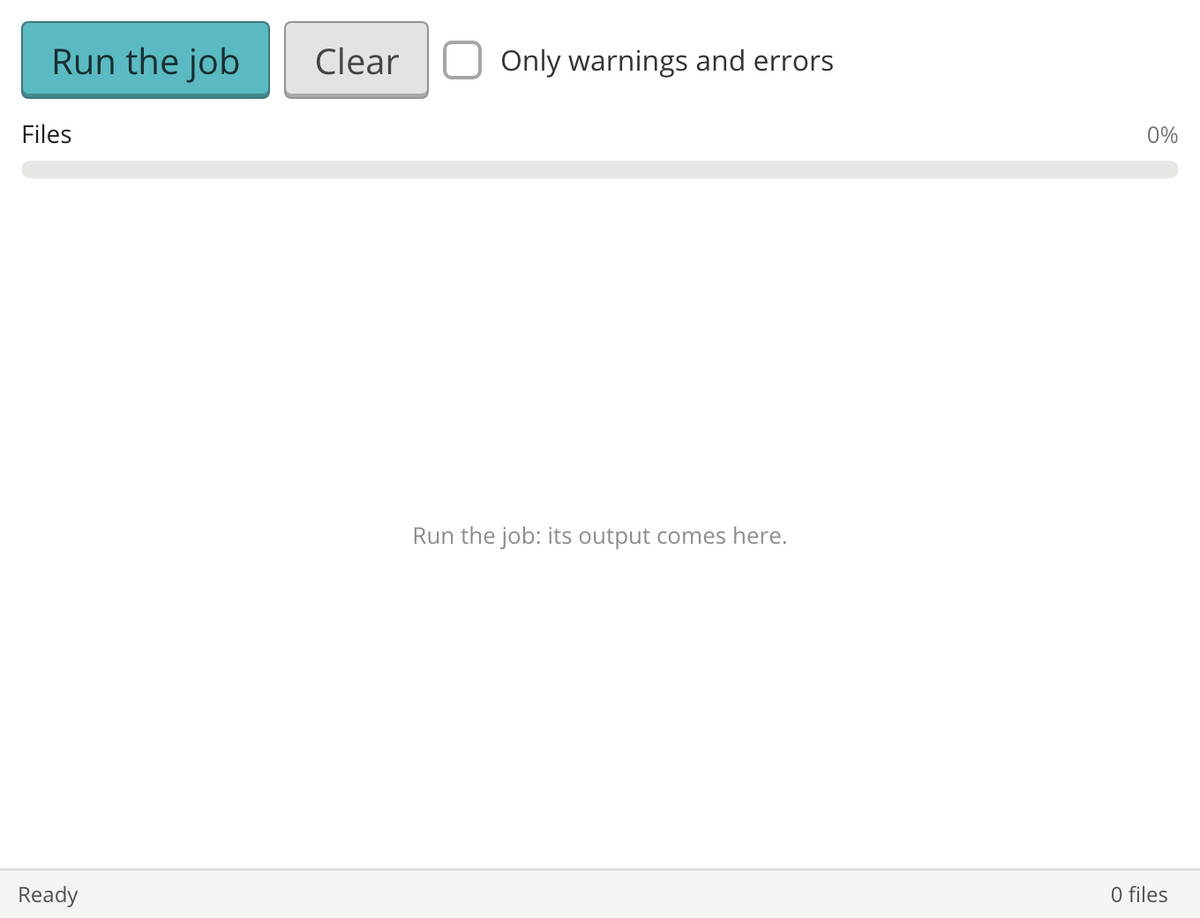 Run the job Clear Only warnings and errors
Files 0%
Run the job: its output comes here.
Ready 0 files